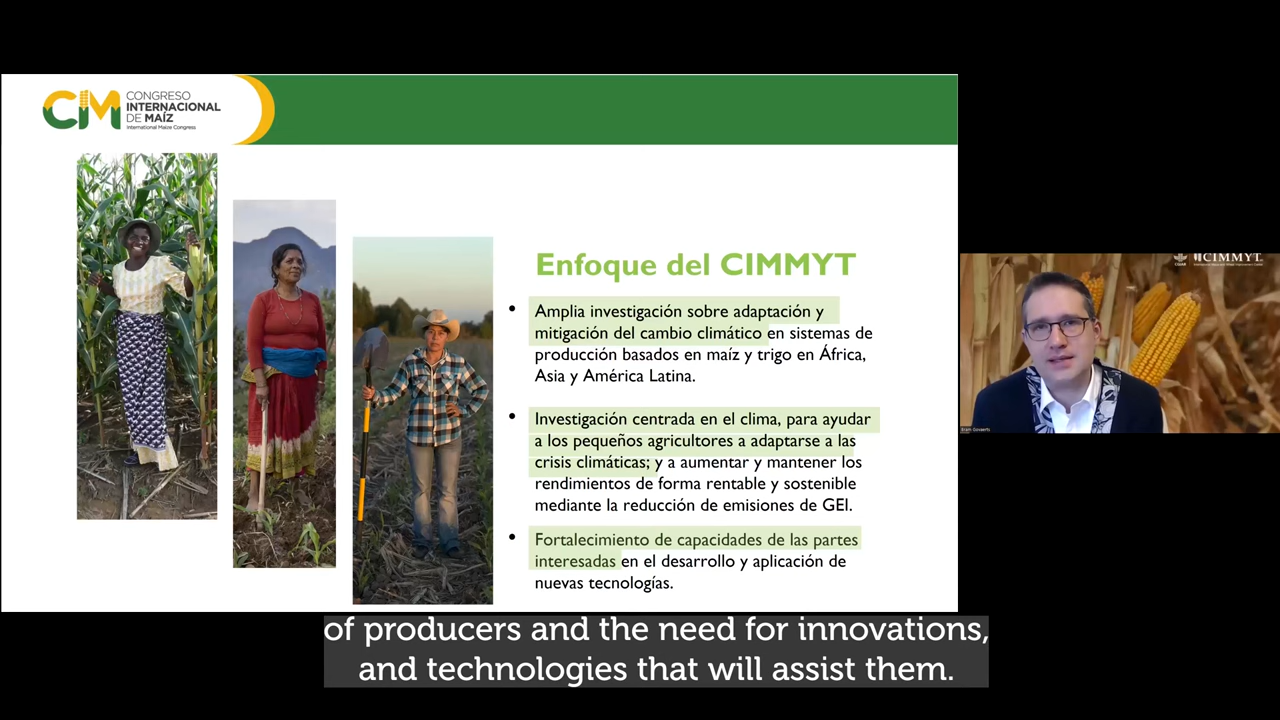 CIM
CONGRESO
INTERNACIONAL
DE MAÍZ
International Maize Congress
Enfoque del CIMMYT
• Amplia investigación sobre adaptación y
mitigación del cambio climático en sistemas de
producción basados en maíz y trigo en África,
Asia y América Latina.
• Investigación centrada en el clima, para ayudar
a los pequeños agricultores a adaptarse a las
crisis climáticas; y a aumentar y mantener los
rendimientos de forma rentable y sostenible
mediante la reducción de emisiones de GEI.
• Fortalecimiento de capacidades de las partes
interesadas en el desarrollo y aplicación de
nuevas tecnologías.
CGIAR
CIMMYT
Bram Govaerts
of producers and the need for innovations,
and technologies that will assist them.